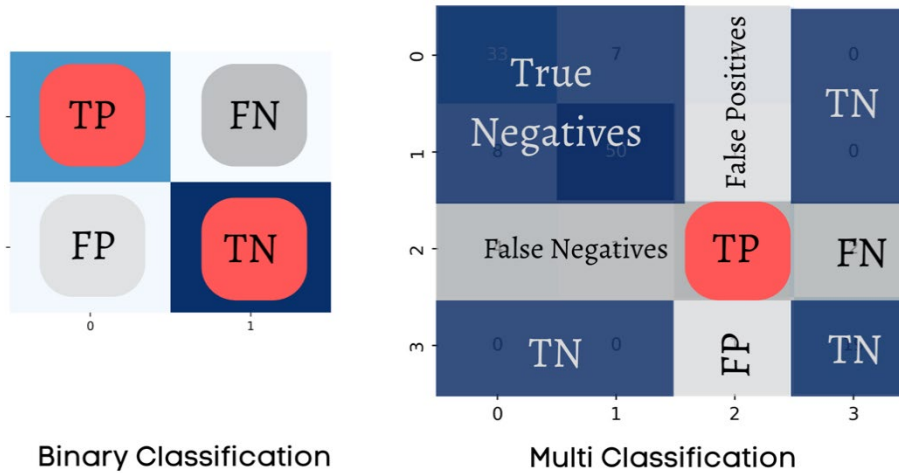 TP FN
FP TN
0 1
Binary Classification
0 33 7 0
True
Negatives
False Positives
TN
1 8 50 0
2 False Negatives TP FN
3 0 TN 0 FP TN
0 1 2 3
Multi Classification